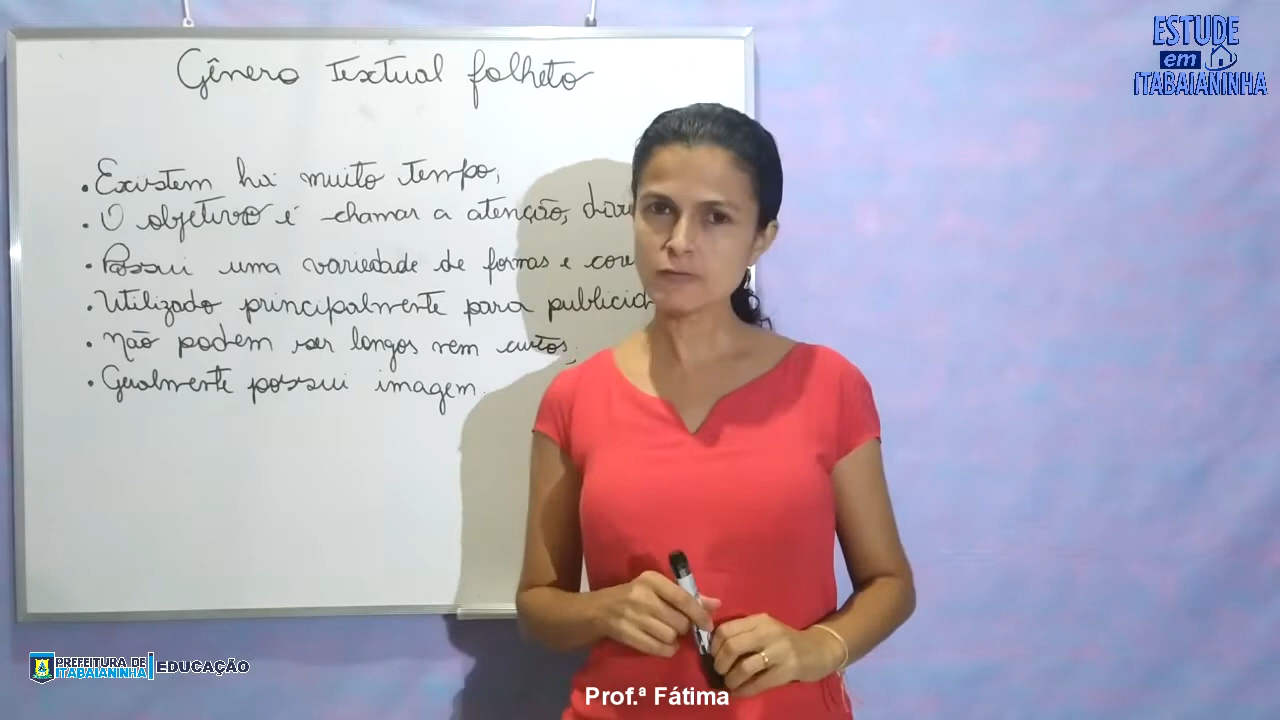 Gênero Textual folheto
• Existem há muito tempo;
• O objetivo é chamar a atenção,
• Possui uma variedade de formas e core
• Utilizado principalmente para publicid
• Não podem ser longos nem curtos;
• Geralmente possui imagem.
ESTUDE
em
ITABAIANINHA
PREFEITURA DE
ITABAIANINHA
EDUCAÇÃO
Prof.ª Fátima